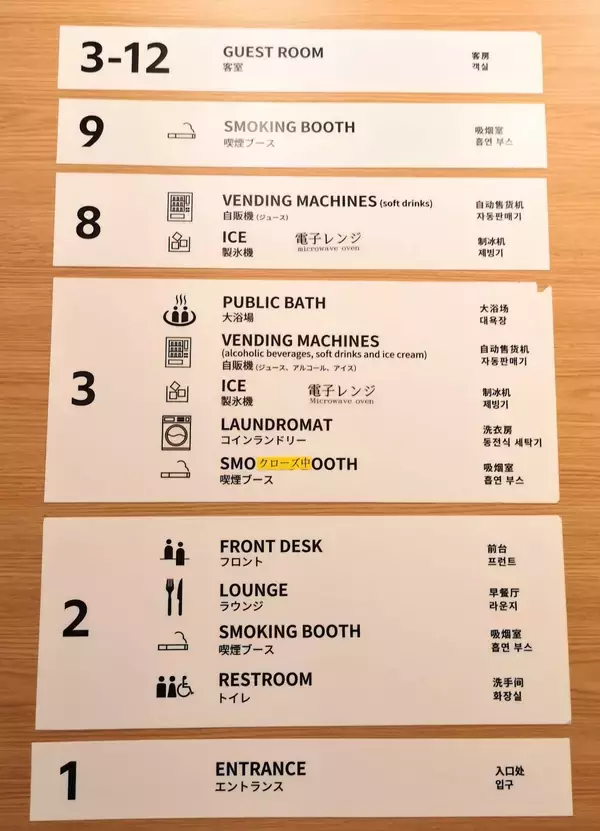 3-12
GUEST ROOM
客室
客房
객실
9
SMOKING BOOTH
喫煙ブース
吸烟室
흡연 부스
8
VENDING MACHINES (soft drinks)
自販機 (ジュース)
自动售货机
자동판매기
ICE
製氷機
電子レンジ
microwave oven
制冰机
제빙기
3
PUBLIC BATH
大浴場
大浴场
대욕장
VENDING MACHINES
(alcoholic beverages, soft drinks and ice cream)
自販機 (ジュース、アルコール、アイス)
自动售货机
자동판매기
ICE
製氷機
電子レンジ
Microwave oven
制冰机
제빙기
LAUNDROMAT
コインランドリー
洗衣房
동전식 세탁기
SMO クローズ中 OOTH
喫煙ブース
吸烟室
흡연 부스
2
FRONT DESK
フロント
前台
프런트
LOUNGE
ラウンジ
早餐厅
라운지
SMOKING BOOTH
喫煙ブース
吸烟室
흡연 부스
RESTROOM
トイレ
洗手间
화장실
1
ENTRANCE
エントランス
入口处
입구